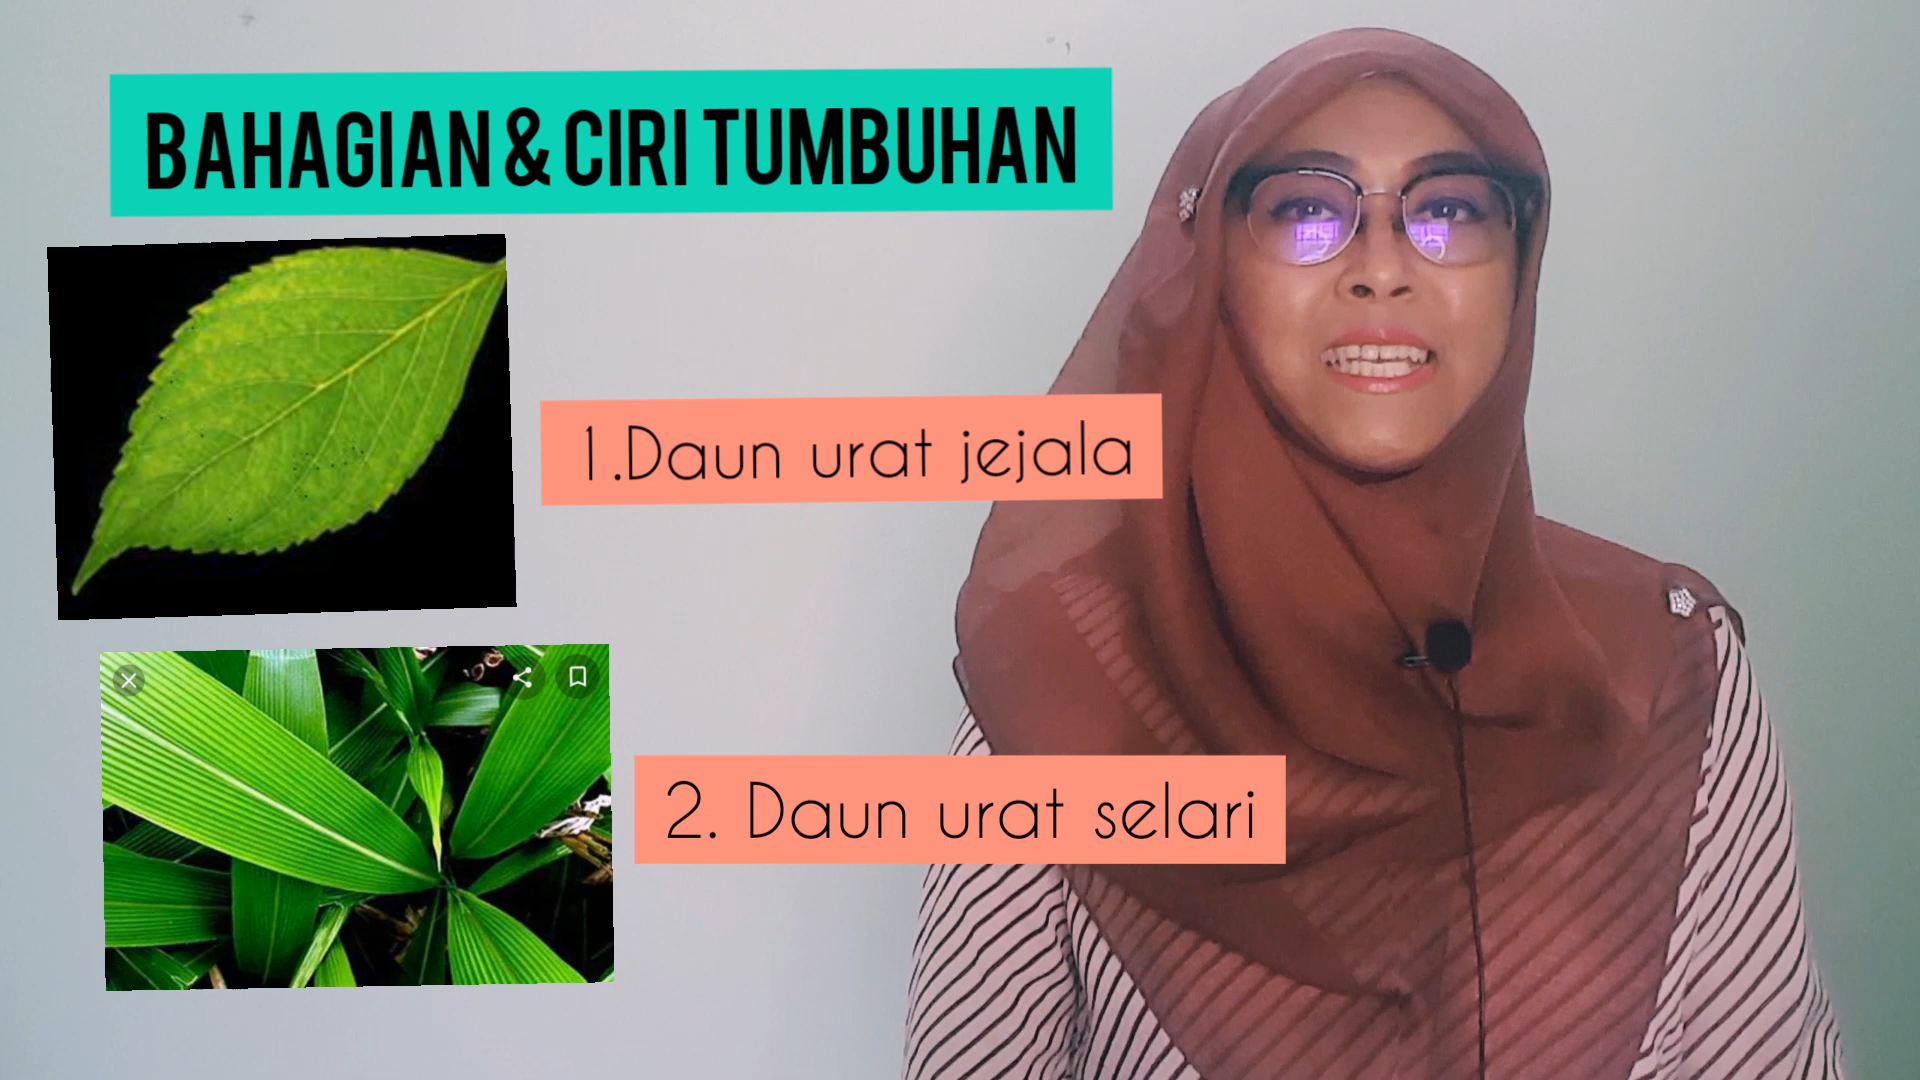 BAHAGIAN & CIRI TUMBUHAN
1.Daun urat jejala
2. Daun urat selari